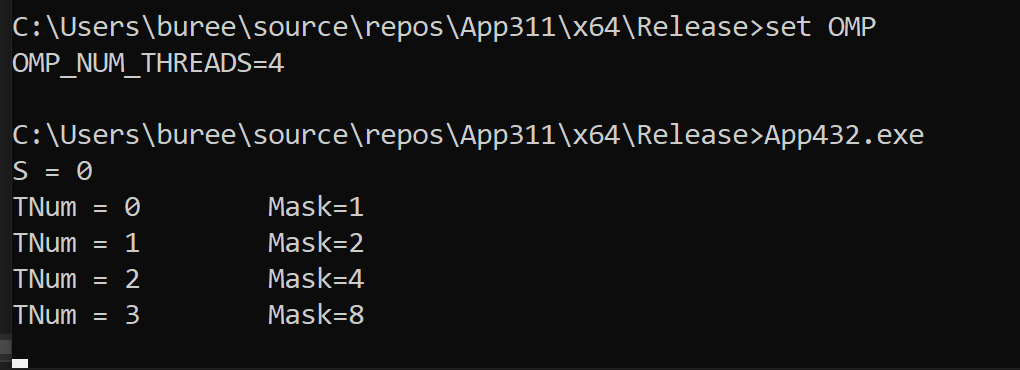 C:\Users\buree\source\repos\App311\x64\Release>set OMP
OMP_NUM_THREADS=4
C:\Users\buree\source\repos\App311\x64\Release>App432.exe
S = 0
TNum = 0 Mask=1
TNum = 1 Mask=2
TNum = 2 Mask=4
TNum = 3 Mask=8